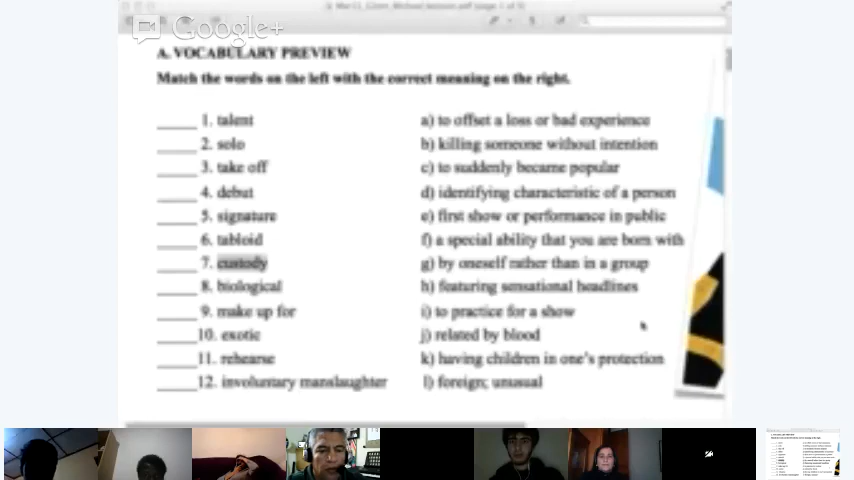 Google+
A. VOCABULARY PREVIEW
Match the words on the left with the correct meaning on the right.
_____ 1. talent a) to offset a loss or bad experience
_____ 2. solo b) killing someone without intention
_____ 3. take off c) to suddenly became popular
_____ 4. debut d) identifying characteristic of a person
_____ 5. signature e) first show or performance in public
_____ 6. tabloid f) a special ability that you are born with
_____ 7. custody g) by oneself rather than in a group
_____ 8. biological h) featuring sensational headlines
_____ 9. make up for i) to practice for a show
_____10. exotic j) related by blood
_____11. rehearse k) having children in one's protection
_____12. involuntary manslaughter l) foreign; unusual